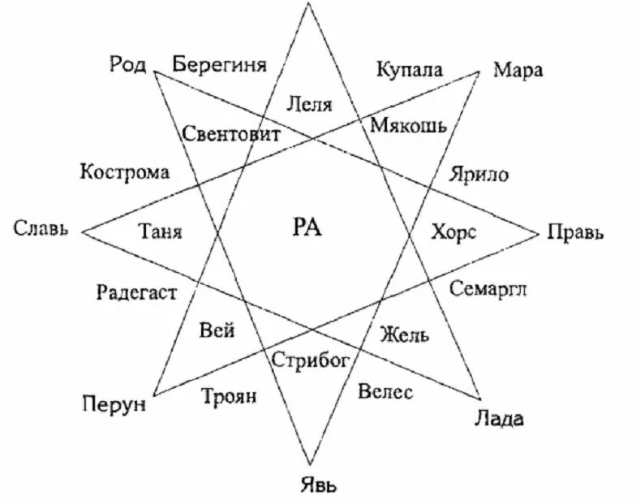 Род Берегиня Купала Мара
Леля
Свентовит Мякошь
Кострома Ярило
Славь Таня РА Хорс Правь
Радегаст Семаргл
Вей Жель
Стрибог
Перун Троян Велес Лада
Явь